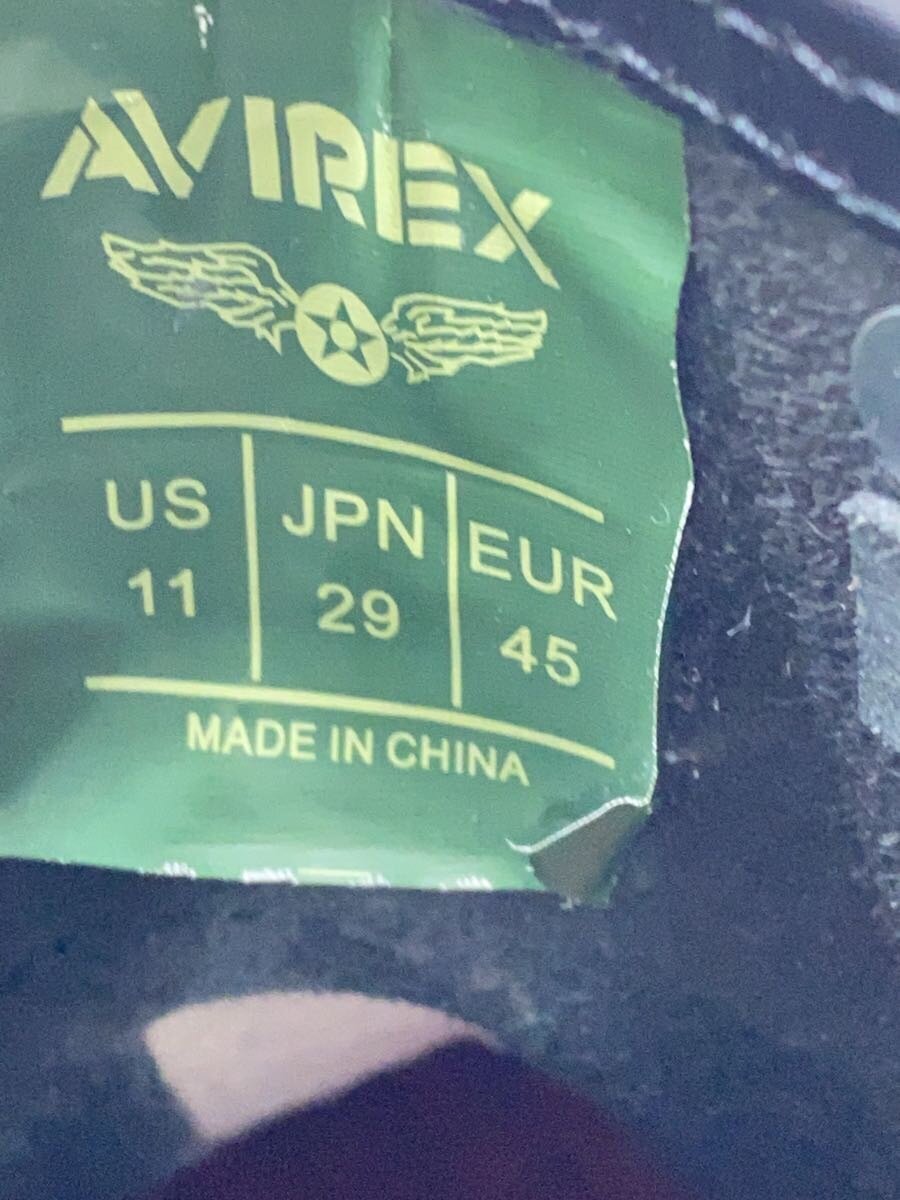 AVIREX
US JPN EUR
11 29 45
MADE IN CHINA